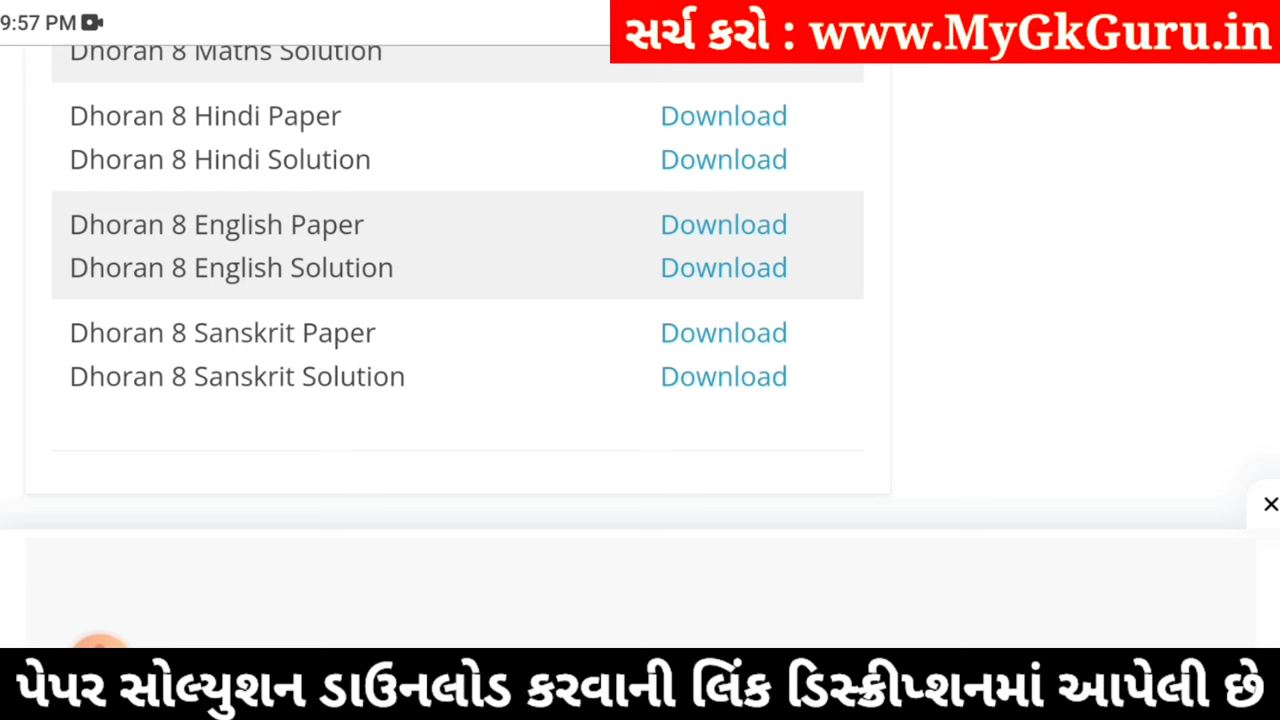 9:57 PM
સર્ચ કરો : www.MyGkGuru.in
Dhoran 8 Maths Solution
Dhoran 8 Hindi Paper Download
Dhoran 8 Hindi Solution Download
Dhoran 8 English Paper Download
Dhoran 8 English Solution Download
Dhoran 8 Sanskrit Paper Download
Dhoran 8 Sanskrit Solution Download
પેપર સોલ્યુશન ડાઉનલોડ કરવાની લિંક ડિસ્ક્રીપ્શનમાં આપેલી છે